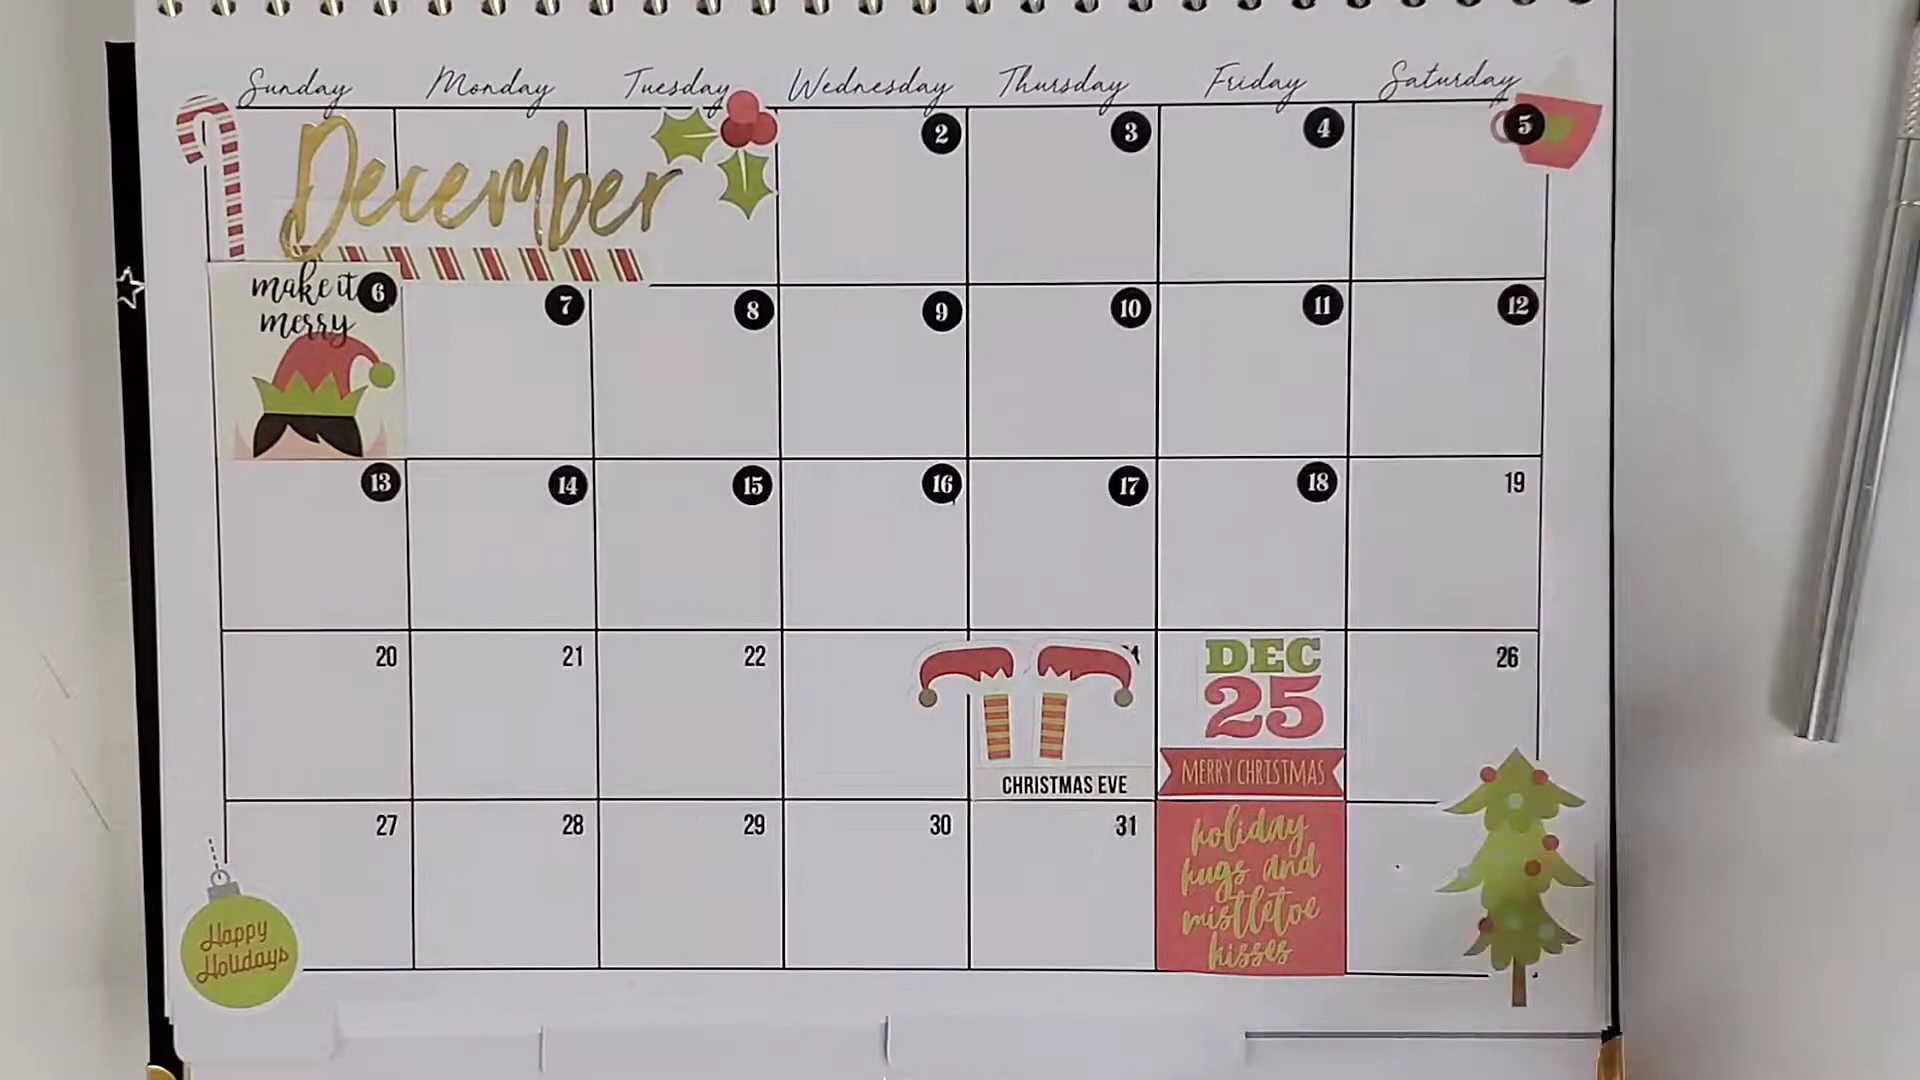 Sunday Monday Tuesday Wednesday Thursday Friday Saturday
December
2 3 4 5
make it
merry
6 7 8 9 10 11 12
13 14 15 16 17 18 19
20 21 22
DEC
25
26
CHRISTMAS EVE
MERRY CHRISTMAS
27 28 29 30 31
holiday
hugs and
mistletoe
kisses
Happy
Holidays